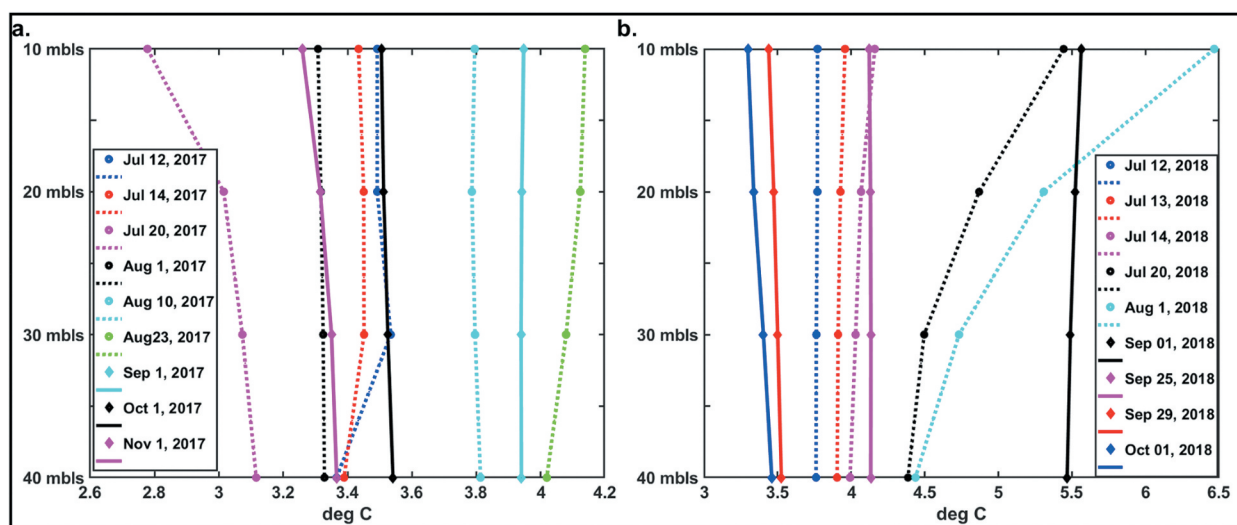 a.
10 mbls
20 mbls
30 mbls
40 mbls
Jul 12, 2017
Jul 14, 2017
Jul 20, 2017
Aug 1, 2017
Aug 10, 2017
Aug23, 2017
Sep 1, 2017
Oct 1, 2017
Nov 1, 2017
2.6 2.8 3 3.2 3.4 3.6 3.8 4 4.2
deg C
b.
10 mbls
20 mbls
30 mbls
40 mbls
Jul 12, 2018
Jul 13, 2018
Jul 14, 2018
Jul 20, 2018
Aug 1, 2018
Sep 01, 2018
Sep 25, 2018
Sep 29, 2018
Oct 01, 2018
3 3.5 4 4.5 5 5.5 6 6.5
deg C